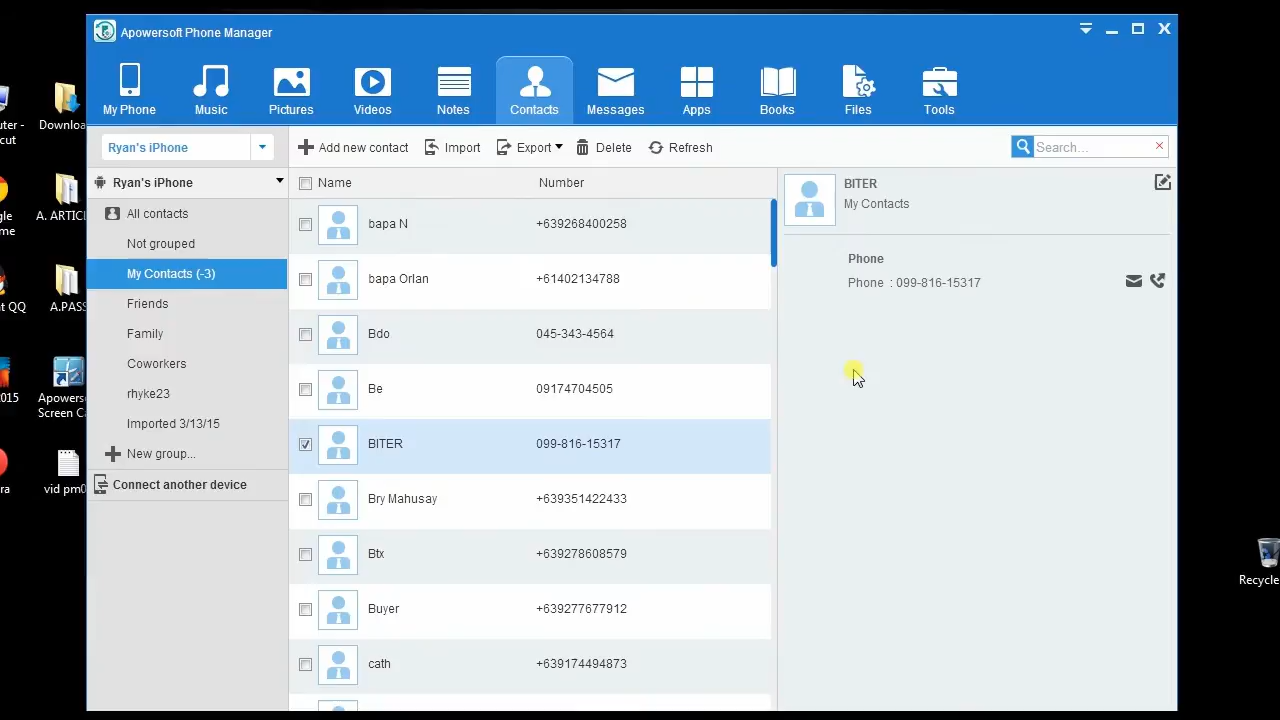 Apowersoft Phone Manager
My Phone
Music
Pictures
Videos
Notes
Contacts
Messages
Apps
Books
Files
Tools
Ryan's iPhone
Add new contact
Import
Export
Delete
Refresh
Search...
Ryan's iPhone
All contacts
Not grouped
My Contacts (-3)
Friends
Family
Coworkers
rhyke23
Imported 3/13/15
New group...
Connect another device
Name Number
bapa N +639268400258
bapa Orlan +61402134788
Bdo 045-343-4564
Be 09174704505
BITER 099-816-15317
Bry Mahusay +639351422433
Btx +639278608579
Buyer +639277677912
cath +639174494873
BITER
My Contacts
Phone
Phone : 099-816-15317
Downloa
A. ARTICL
A.PAS
QQ
2015
Apowers
Screen Ca
vid pm0
Recycle